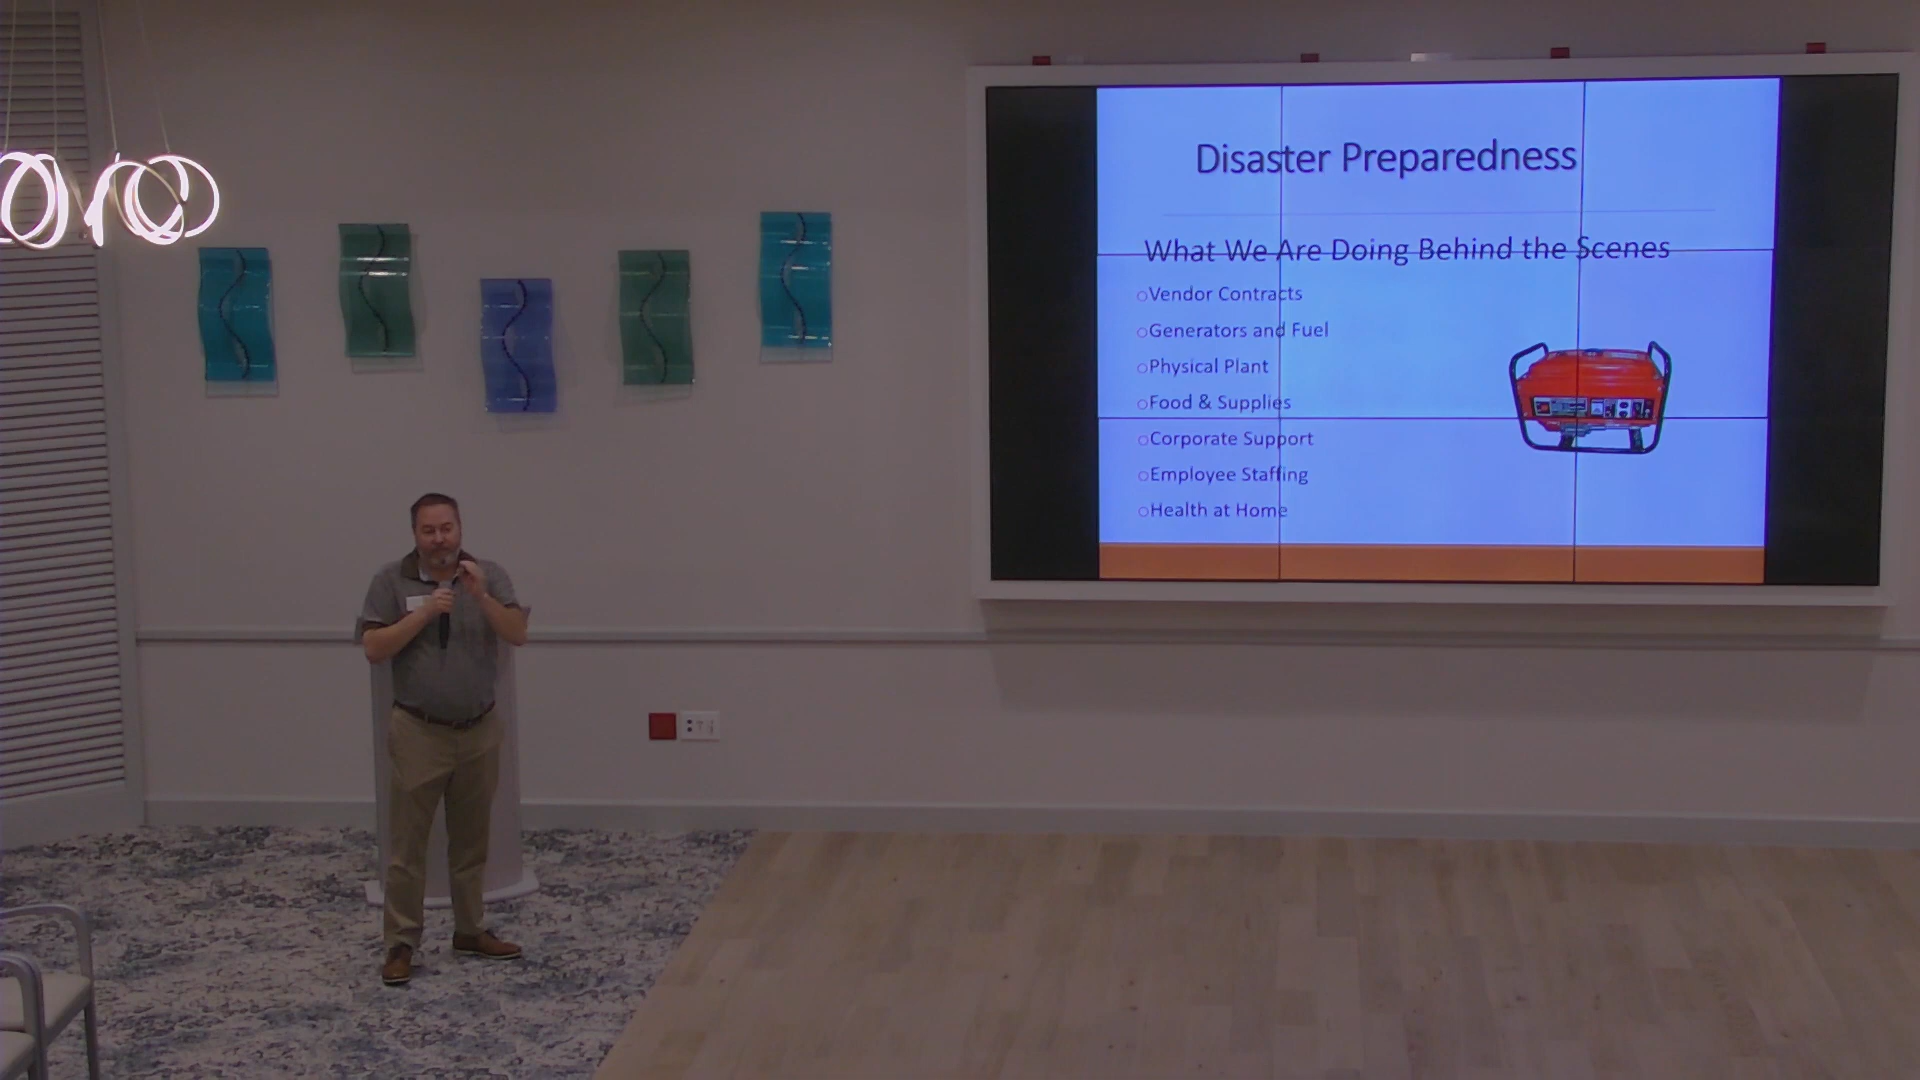 Disaster Preparedness
What We Are Doing Behind the Scenes
Vendor Contracts
Generators and Fuel
Physical Plant
Food & Supplies
Corporate Support
Employee Staffing
Health at Home